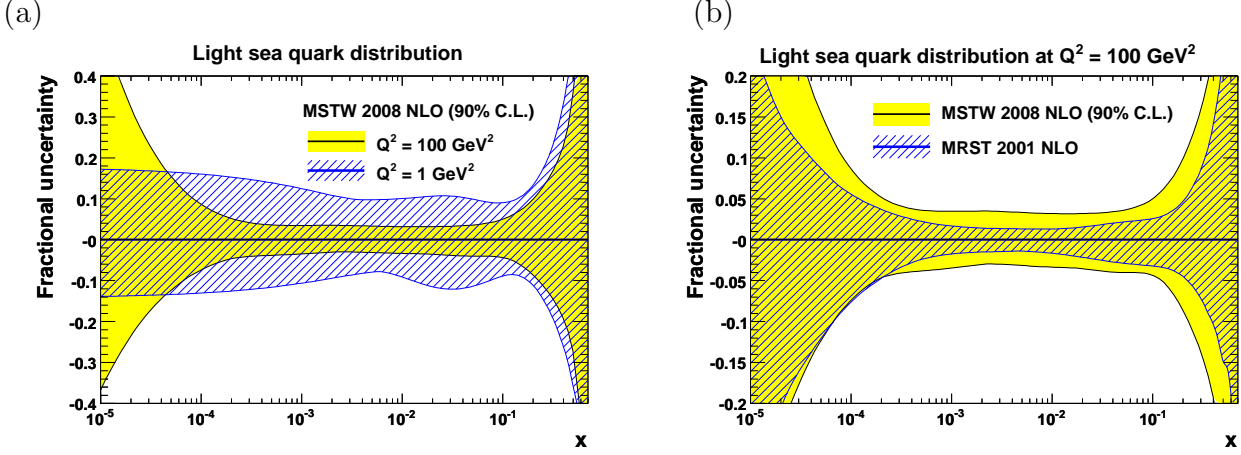 (a)
Light sea quark distribution
Fractional uncertainty
0.4
0.3
0.2
0.1
-0
-0.1
-0.2
-0.3
-0.4
MSTW 2008 NLO (90% C.L.)
Q² = 100 GeV²
Q² = 1 GeV²
10⁻⁵ 10⁻⁴ 10⁻³ 10⁻² 10⁻¹
x
(b)
Light sea quark distribution at Q² = 100 GeV²
Fractional uncertainty
0.2
0.15
0.1
0.05
-0
-0.05
-0.1
-0.15
-0.2
MSTW 2008 NLO (90% C.L.)
MRST 2001 NLO
10⁻⁵ 10⁻⁴ 10⁻³ 10⁻² 10⁻¹
x